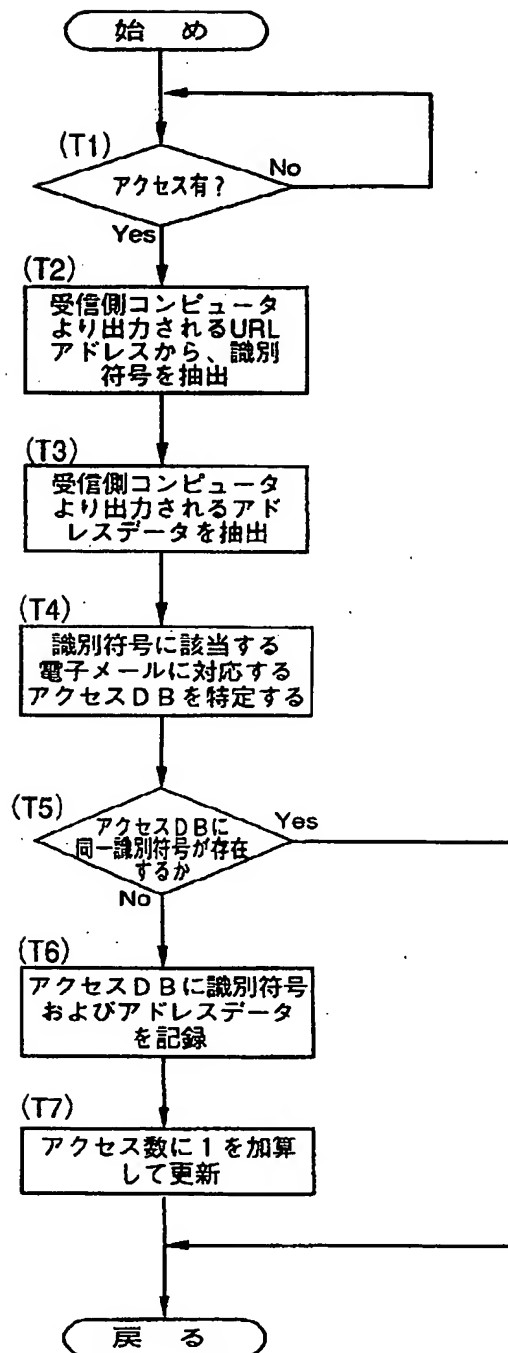 始 め
(T1)
アクセス有？
No
Yes
(T2)
受信側コンピュータ
より出力されるURL
アドレスから、識別
符号を抽出
(T3)
受信側コンピュータ
より出力されるアド
レスデータを抽出
(T4)
識別符号に該当する
電子メールに対応する
アクセスＤＢを特定する
(T5)
アクセスＤＢに
同一識別符号が存在
するか
Yes
No
(T6)
アクセスＤＢに識別符号
およびアドレスデータ
を記録
(T7)
アクセス数に１を加算
して更新
戻 る